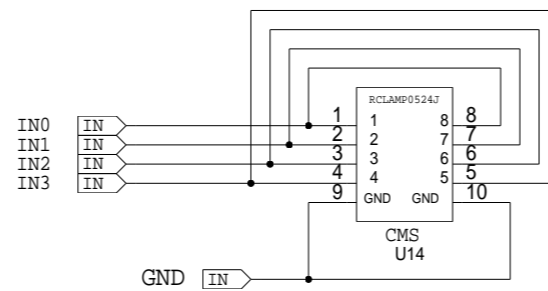 RCLAMP0524J
IN0 IN 1 1 8 8
IN1 IN 2 2 7 7
IN2 IN 3 3 6 6
IN3 IN 4 4 5 5
9 GND GND 10
CMS
U14
GND IN